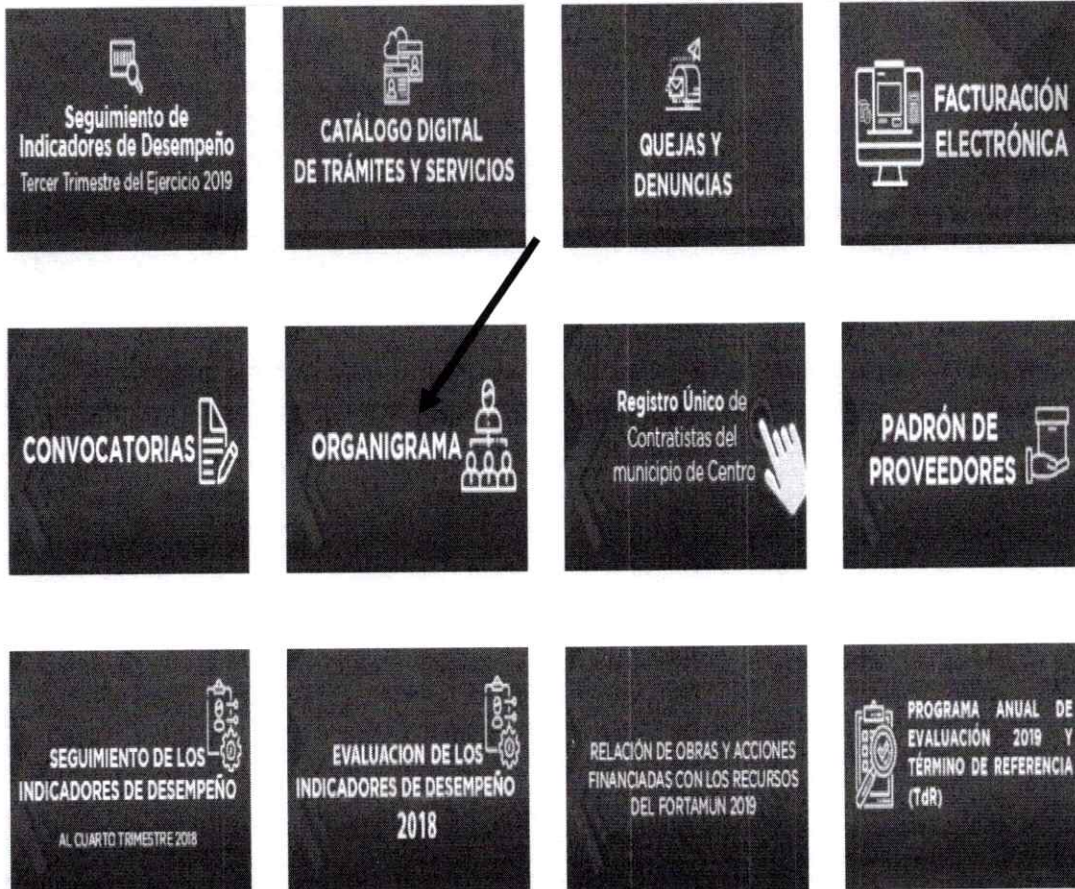 Seguimiento de
Indicadores de Desempeño
Tercer Trimestre del Ejercicio 2019
CATÁLOGO DIGITAL
DE TRÁMITES Y SERVICIOS
QUEJAS Y
DENUNCIAS
FACTURACIÓN
ELECTRÓNICA
CONVOCATORIAS
ORGANIGRAMA
Registro Único de
Contratistas del
municipio de Centro
PADRÓN DE
PROVEEDORES
SEGUIMIENTO DE LOS
INDICADORES DE DESEMPEÑO
AL CUARTO TRIMESTRE 2018
EVALUACION DE LOS
INDICADORES DE DESEMPEÑO
2018
RELACIÓN DE OBRAS Y ACCIONES
FINANCIADAS CON LOS RECURSOS
DEL FORTAMUN 2019
PROGRAMA ANUAL DE
EVALUACIÓN 2019 Y
TÉRMINO DE REFERENCIA
(TdR)